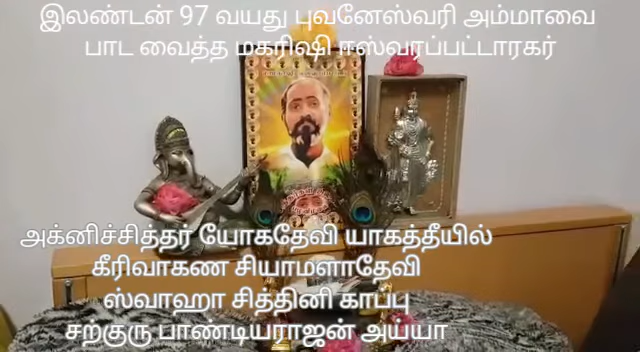 இலண்டன் 97 வயது புவனேஸ்வரி அம்மாவை
பாட வைத்த மகரிஷி ஈஸ்வரப்பட்டாரகர்
அக்னிச்சித்தர் யோகதேவி யாகத்தீயில்
கீரிவாகண சியாமளாதேவி
ஸ்வாஹா சித்தினி காப்பு
சற்குரு பாணடியராஜன் அய்யா